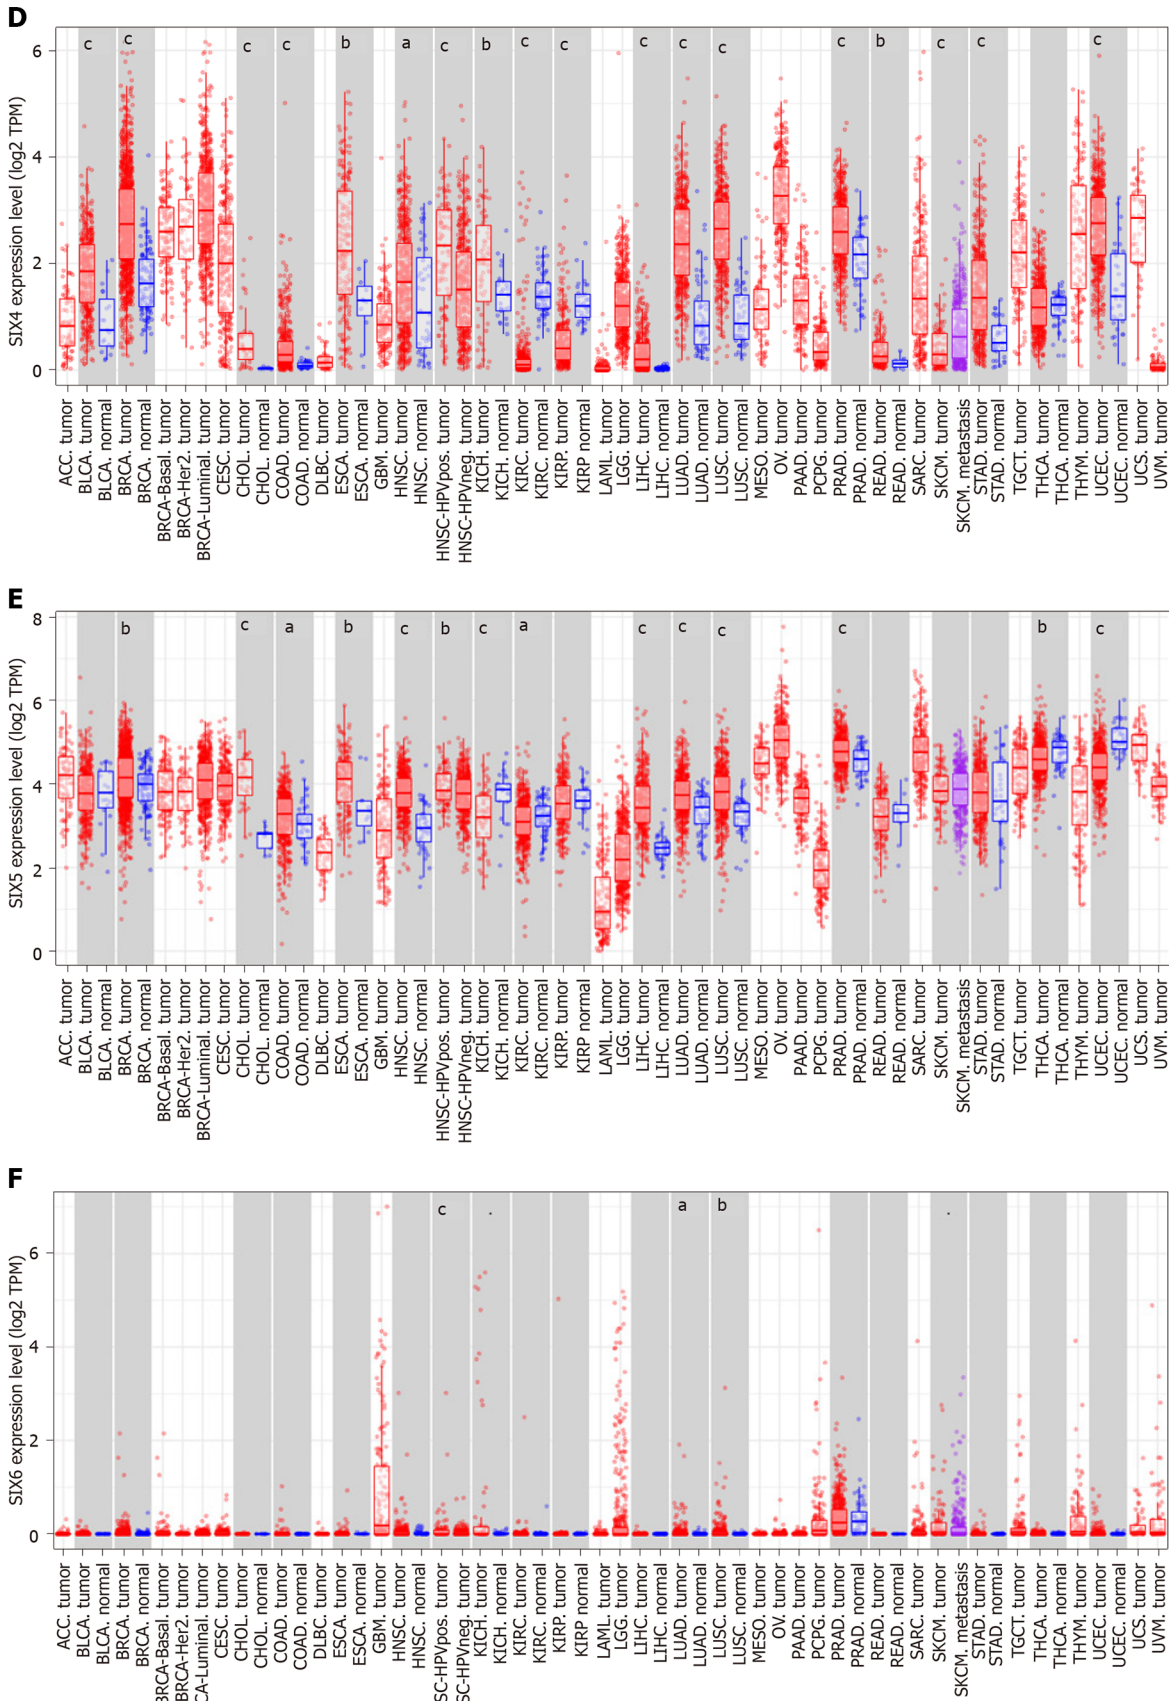 D
c c c c b a c b c c c c c c b c c c
SIX4 expression level (log2 TPM)
6
4
2
0
ACC. tumor
BLCA. tumor
BLCA. normal
BRCA. tumor
BRCA. normal
BRCA-Basal. tumor
BRCA-Her2. tumor
BRCA-Luminal. tumor
CESC. tumor
CHOL. tumor
CHOL. normal
COAD. tumor
COAD. normal
DLBC. tumor
ESCA. tumor
ESCA. normal
GBM. tumor
HNSC. tumor
HNSC. normal
HNSC-HPVpos. tumor
HNSC-HPVneg. tumor
KICH. tumor
KICH. normal
KIRC. tumor
KIRC. normal
KIRP. tumor
KIRP normal
LAML. tumor
LGG. tumor
LIHC. tumor
LIHC. normal
LUAD. tumor
LUAD. normal
LUSC. tumor
LUSC. normal
MESO. tumor
OV. tumor
PAAD. tumor
PCPG. tumor
PRAD. tumor
PRAD. normal
READ. tumor
READ. normal
SARC. tumor
SKCM. tumor
SKCM. metastasis
STAD. tumor
STAD. normal
TGCT. tumor
THCA. tumor
THCA. normal
THYM. tumor
UCEC. tumor
UCEC. normal
UCS. tumor
UVM. tumor
E
b c a b c b c a c c c c b c
SIX5 expression level (log2 TPM)
8
6
4
2
0
ACC. tumor
BLCA. tumor
BLCA. normal
BRCA. tumor
BRCA. normal
BRCA-Basal. tumor
BRCA-Her2. tumor
BRCA-Luminal. tumor
CESC. tumor
CHOL. tumor
CHOL. normal
COAD. tumor
COAD. normal
DLBC. tumor
ESCA. tumor
ESCA. normal
GBM. tumor
HNSC. tumor
HNSC. normal
HNSC-HPVpos. tumor
HNSC-HPVneg. tumor
KICH. tumor
KICH. normal
KIRC. tumor
KIRC. normal
KIRP. tumor
KIRP normal
LAML. tumor
LGG. tumor
LIHC. tumor
LIHC. normal
LUAD. tumor
LUAD. normal
LUSC. tumor
LUSC. normal
MESO. tumor
OV. tumor
PAAD. tumor
PCPG. tumor
PRAD. tumor
PRAD. normal
READ. tumor
READ. normal
SARC. tumor
SKCM. tumor
SKCM. metastasis
STAD. tumor
STAD. normal
TGCT. tumor
THCA. tumor
THCA. normal
THYM. tumor
UCEC. tumor
UCEC. normal
UCS. tumor
UVM. tumor
F
c . a b .
SIX6 expression level (log2 TPM)
6
4
2
0
ACC. tumor
BLCA. tumor
BLCA. normal
BRCA. tumor
BRCA. normal
BRCA-Basal. tumor
BRCA-Her2. tumor
CA-Luminal. tumor
CESC. tumor
CHOL. tumor
CHOL. normal
COAD. tumor
COAD. normal
DLBC. tumor
ESCA. tumor
ESCA. normal
GBM. tumor
HNSC. tumor
HNSC. normal
SC-HPVpos. tumor
SC-HPVneg. tumor
KICH. tumor
KICH. normal
KIRC. tumor
KIRC. normal
KIRP. tumor
KIRP normal
LAML. tumor
LGG. tumor
LIHC. tumor
LIHC. normal
LUAD. tumor
LUAD. normal
LUSC. tumor
LUSC. normal
MESO. tumor
OV. tumor
PAAD. tumor
PCPG. tumor
PRAD. tumor
PRAD. normal
READ. tumor
READ. normal
SARC. tumor
SKCM. tumor
SKCM. metastasis
STAD. tumor
STAD. normal
TGCT. tumor
THCA. tumor
THCA. normal
THYM. tumor
UCEC. tumor
UCEC. normal
UCS. tumor
UVM. tumor